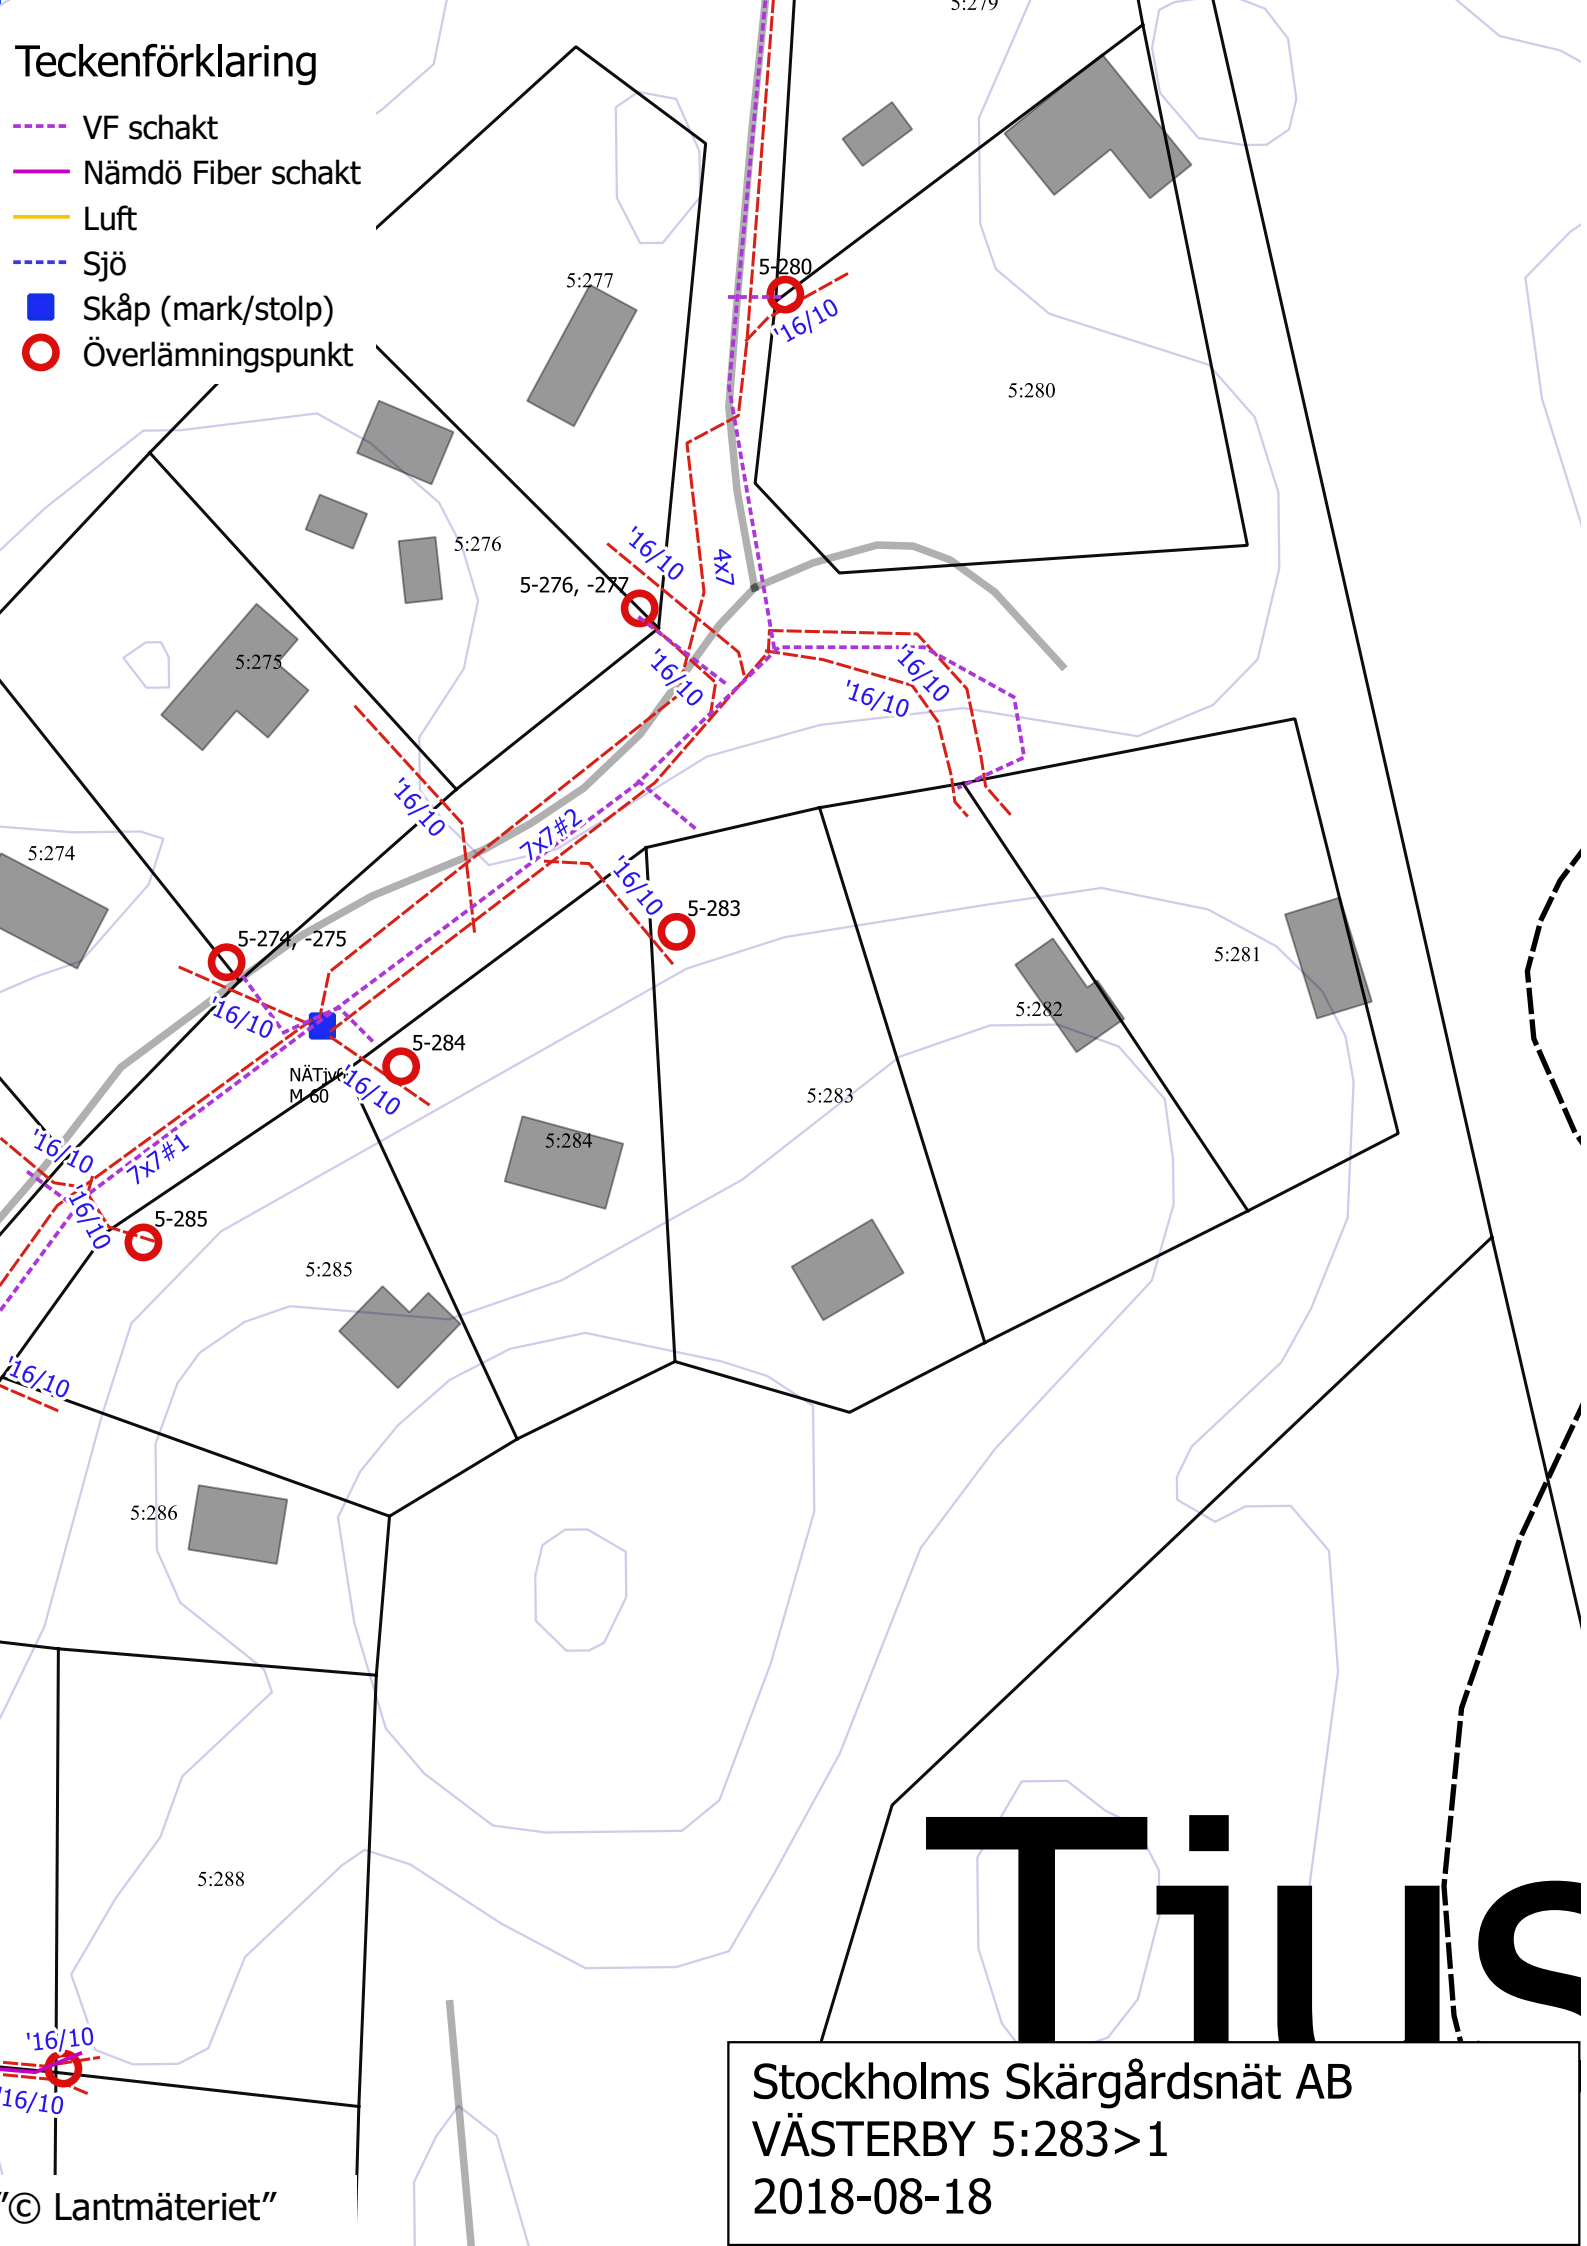 5:279
Teckenförklaring
VF schakt
Nämdö Fiber schakt
Luft
Sjö
Skåp (mark/stolp)
Överlämningspunkt
5-280
'16/10
5:277
5:280
'16/10
4x7
5:276
5-276, -277
'16/10
'16/10
'16/10
5:275
'16/10
7x7#2
5:274
'16/10
5-283
5-274, -275
5:281
'16/10
5:282
5-284
'16/10
M 60
5:283
5:284
'16/10
7x7#1
'16/10
5-285
5:285
'16/10
5:286
5:288
'16/10
'16/10
Tjus
Stockholms Skärgårdsnät AB
VÄSTERBY 5:283>1
2018-08-18
"© Lantmäteriet"